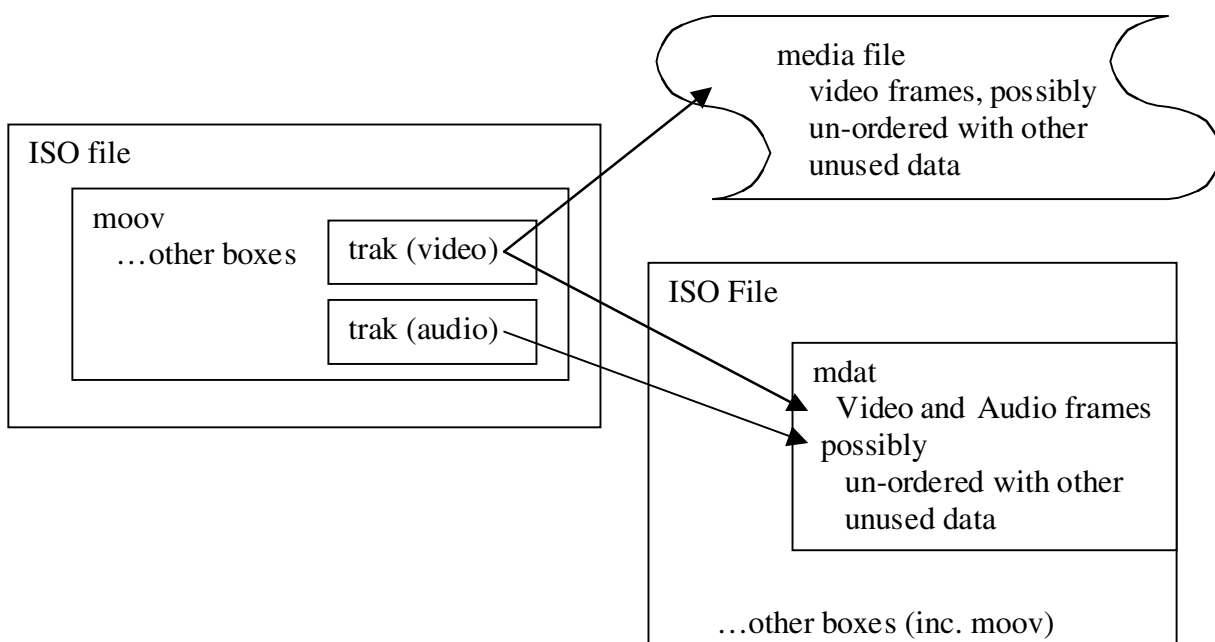 media file
video frames, possibly
un-ordered with other
unused data
ISO file
moov
…other boxes
trak (video)
trak (audio)
ISO File
mdat
Video and Audio frames
possibly
un-ordered with other
unused data
…other boxes (inc. moov)